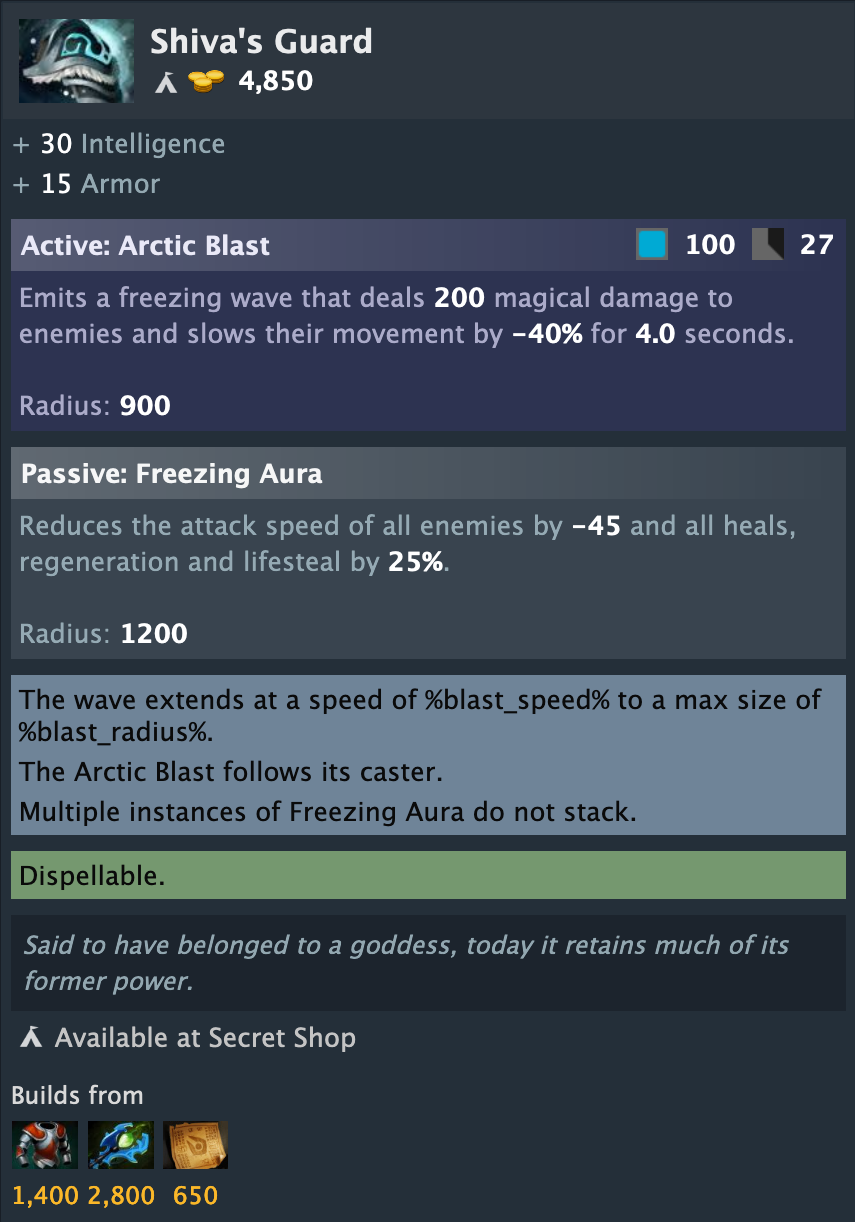 Shiva's Guard
4,850
+ 30 Intelligence
+ 15 Armor
Active: Arctic Blast 100 27
Emits a freezing wave that deals 200 magical damage to
enemies and slows their movement by -40% for 4.0 seconds.
Radius: 900
Passive: Freezing Aura
Reduces the attack speed of all enemies by -45 and all heals,
regeneration and lifesteal by 25%.
Radius: 1200
The wave extends at a speed of %blast_speed% to a max size of
%blast_radius%.
The Arctic Blast follows its caster.
Multiple instances of Freezing Aura do not stack.
Dispellable.
Said to have belonged to a goddess, today it retains much of its
former power.
Available at Secret Shop
Builds from
1,400 2,800 650